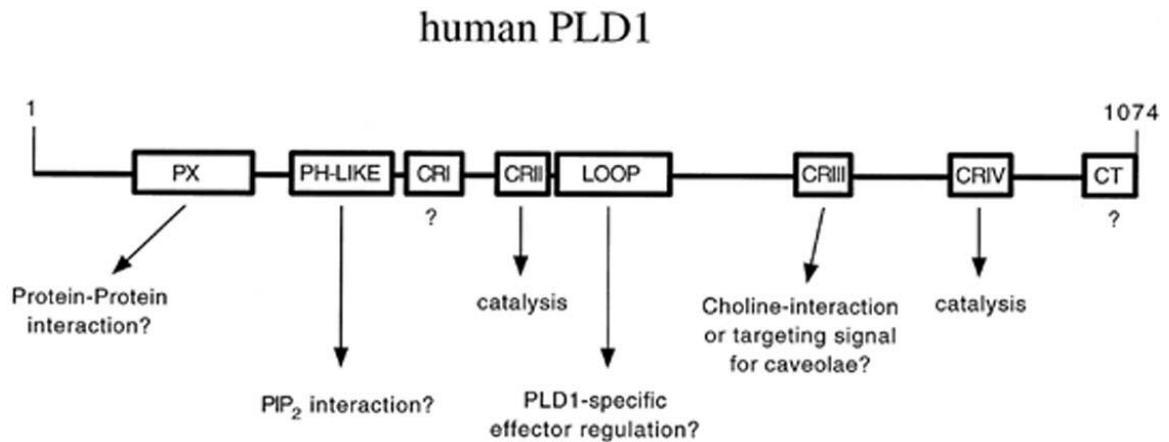 human PLD1
1
1074
PX
PH-LIKE
CRI
CRII
LOOP
CRIII
CRIV
CT
?
?
Protein-Protein
interaction?
catalysis
Choline-interaction
or targeting signal
for caveolae?
catalysis
PIP2 interaction?
PLD1-specific
effector regulation?